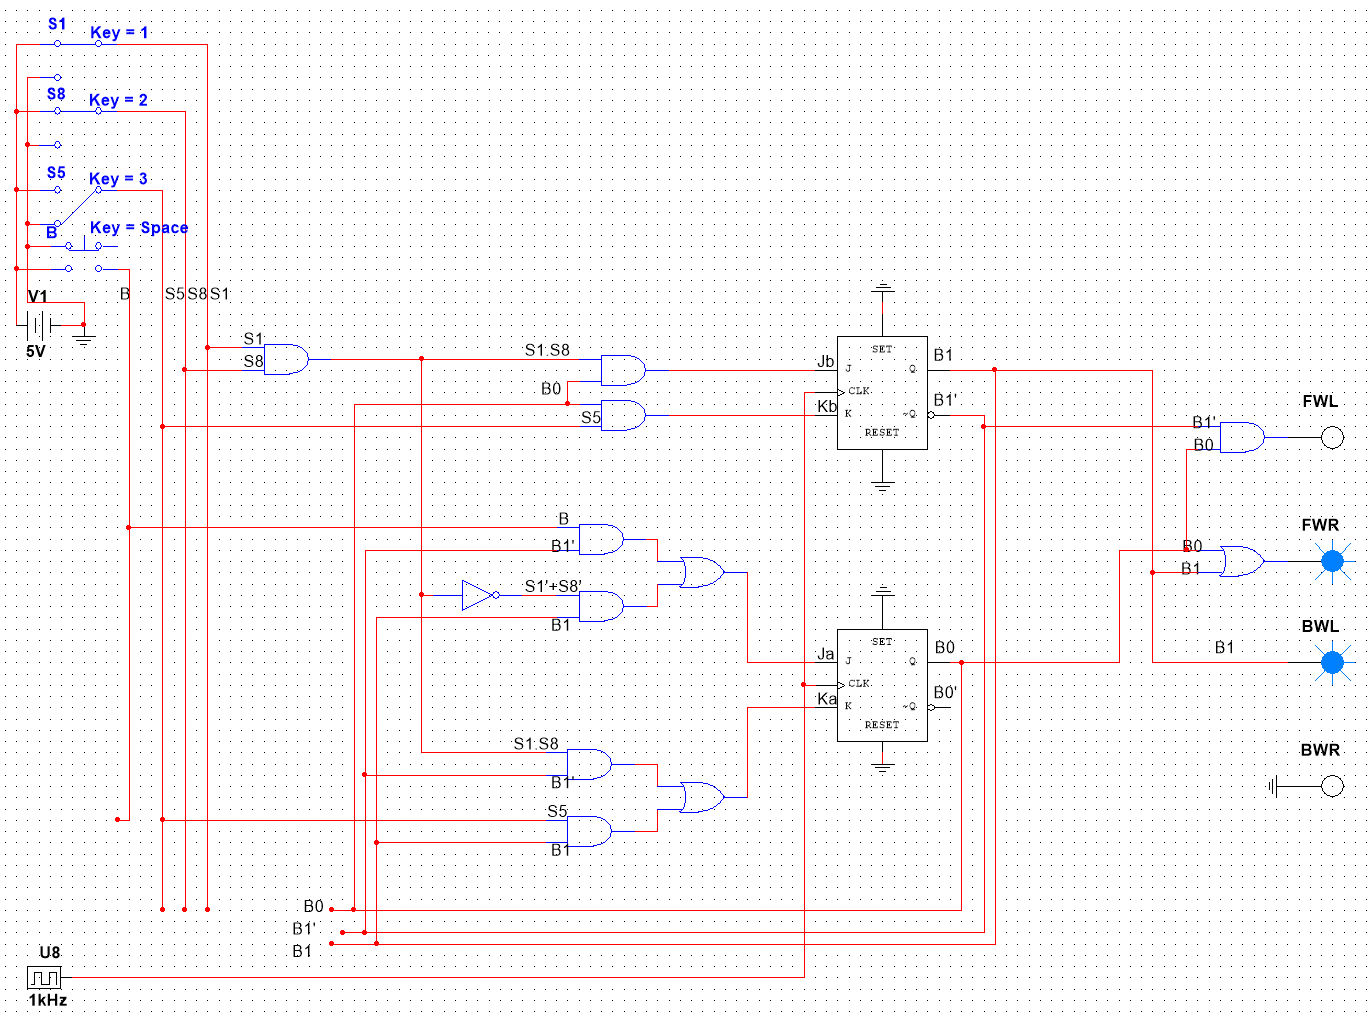 S1
Key = 1
S8
Key = 2
S5
Key = 3
B
Key = Space
V1
5V
B
S5 S8 S1
S1
S8
S1.S8
B0
S5
Jb
Kb
SET
J
Q
CLK
K
~Q
RESET
B1
B1'
B1'
B0
FWL
B
B1'
S1'+S8'
B1
B0
B1
FWR
BWL
B1
Ja
Ka
SET
J
Q
CLK
K
~Q
RESET
B0
B0'
S1.S8
B1'
S5
B1
BWR
B0
B1'
B1
U8
1kHz